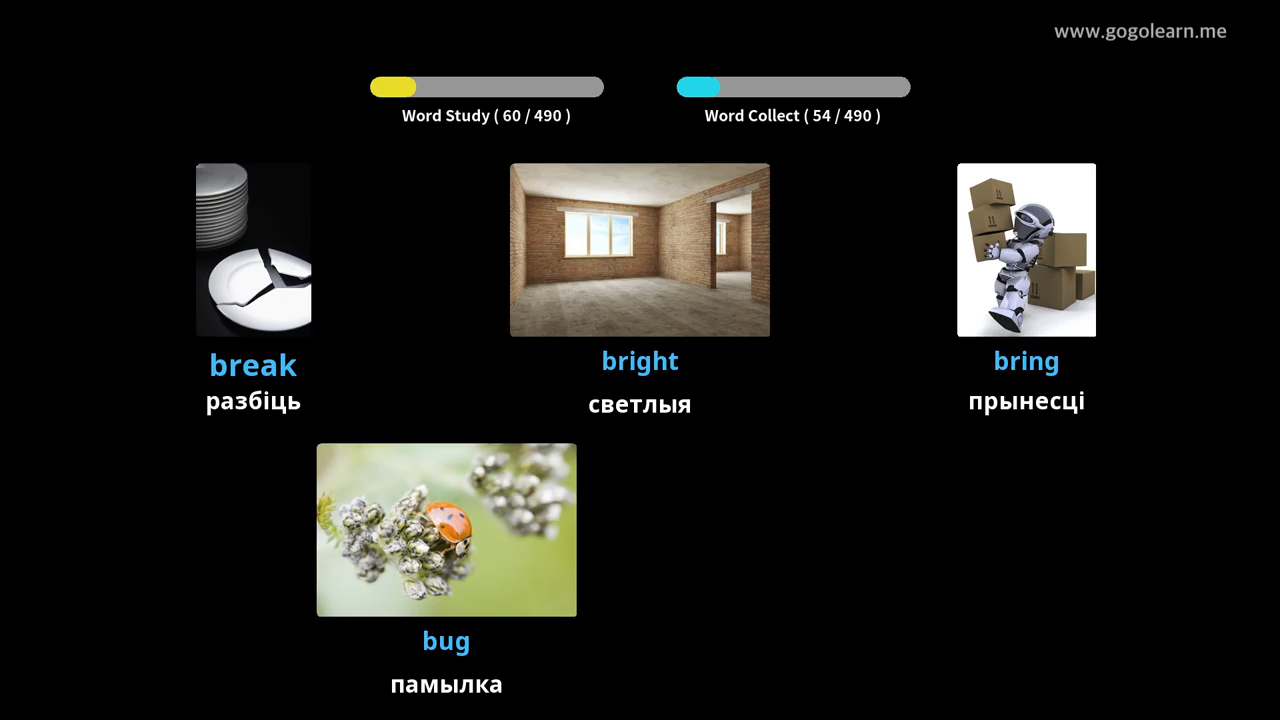 www.gogolearn.me
Word Study ( 60 / 490 )
Word Collect ( 54 / 490 )
break
разбіць
bright
светлыя
bring
прынесці
bug
памылка